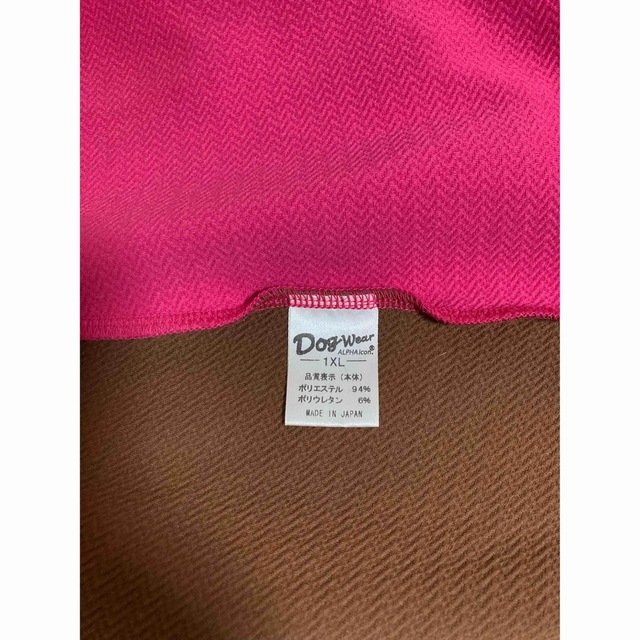 Dog Wear
ALPHAicon®
1XL
品質表示（本体）
ポリエステル 94%
ポリウレタン 6%
MADE IN JAPAN